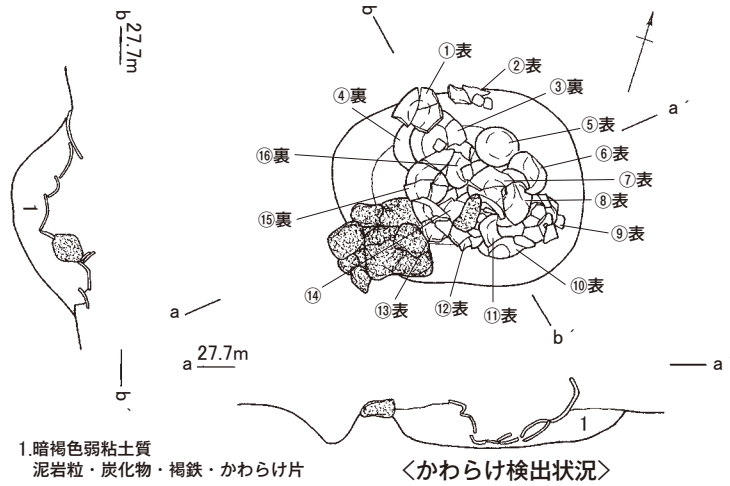 b
27.7m
b
①表
②表
③裏
④裏
a´
⑤表
⑥表
⑯裏
⑦表
⑧表
⑮裏
⑨表
⑩表
⑭
⑬表
⑫表
⑪表
1
a
b´
a 27.7m
a
b´
1
1.暗褐色弱粘土質
泥岩粒・炭化物・褐鉄・かわらけ片
〈かわらけ検出状況〉